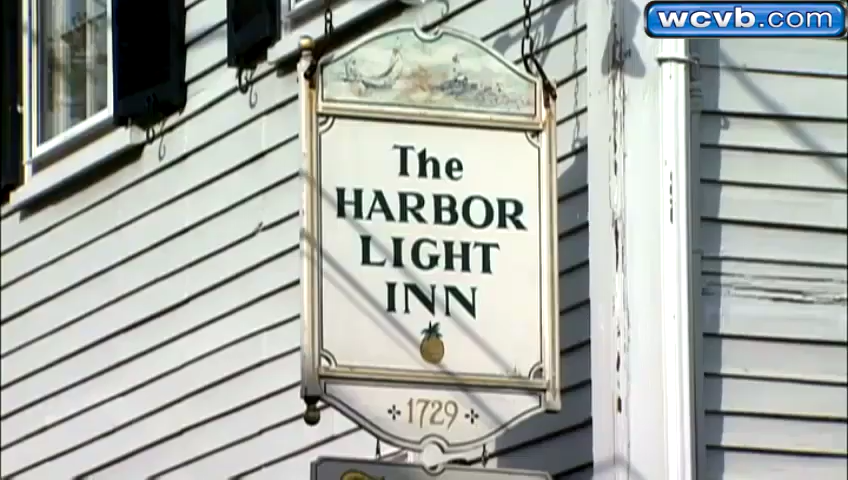 wcvb.com
The
HARBOR
LIGHT
INN
1729